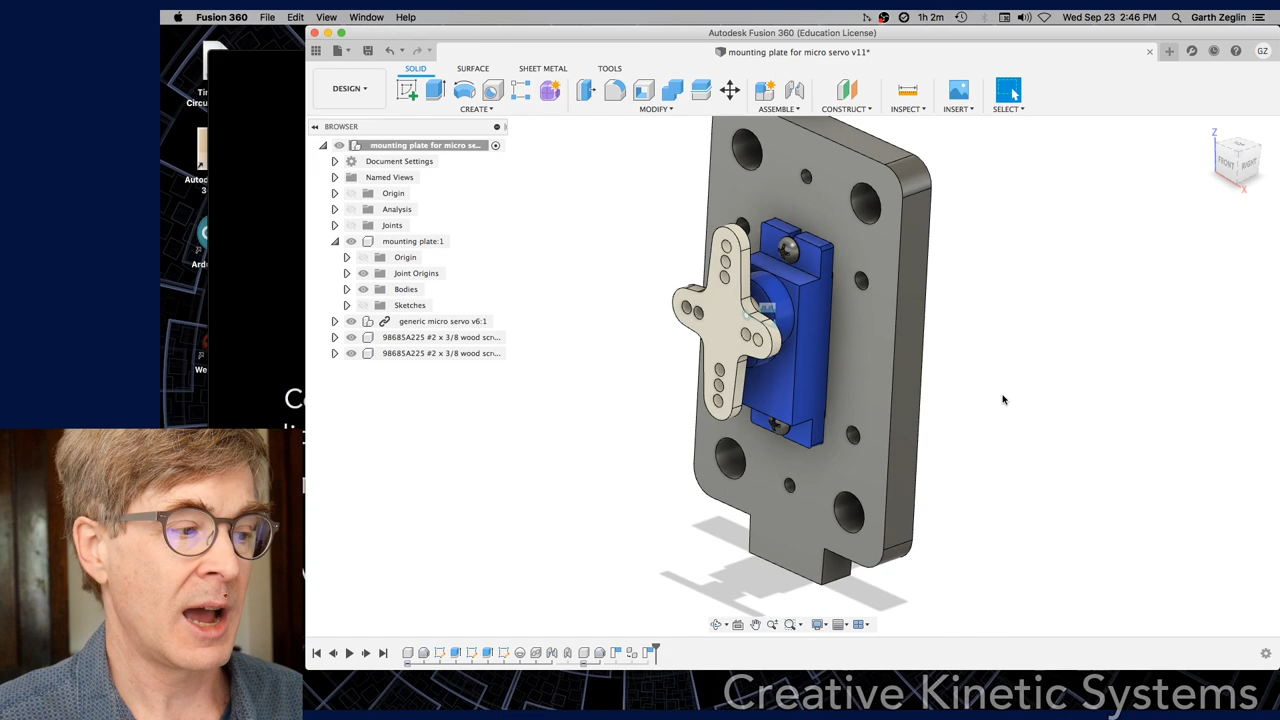 Fusion 360 File Edit View Window Help 1h 2m Wed Sep 23 2:46 PM Garth Zeglin
Autodesk Fusion 360 (Education License)
mounting plate for micro servo v11*
GZ
SOLID SURFACE SHEET METAL TOOLS
DESIGN
CREATE MODIFY ASSEMBLE CONSTRUCT INSPECT INSERT SELECT
BROWSER
mounting plate for micro se...
Document Settings
Named Views
Origin
Analysis
Joints
mounting plate:1
Origin
Joint Origins
Bodies
Sketches
generic micro servo v6:1
98685A225 #2 x 3/8 wood scr...
98685A225 #2 x 3/8 wood scr...
Z
FRONT RIGHT
X
Creative Kinetic Systems